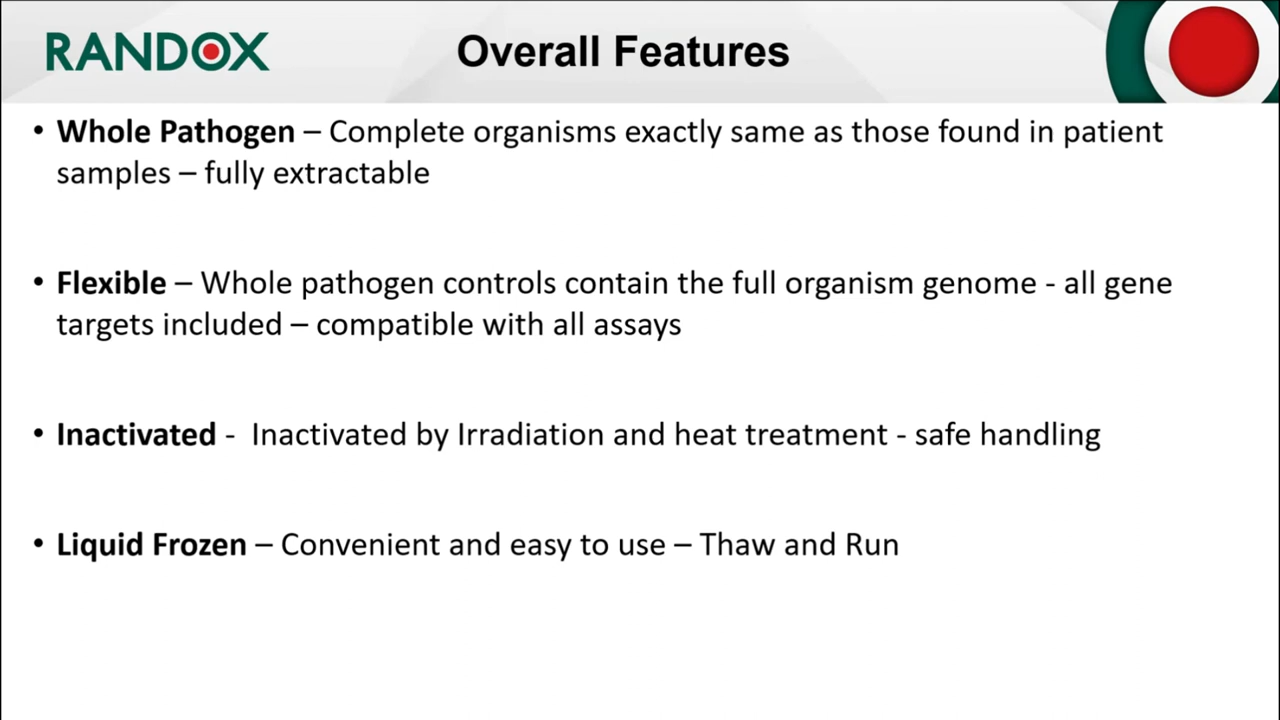 RANDOX
Overall Features
• Whole Pathogen – Complete organisms exactly same as those found in patient
samples – fully extractable
• Flexible – Whole pathogen controls contain the full organism genome - all gene
targets included – compatible with all assays
• Inactivated -  Inactivated by Irradiation and heat treatment - safe handling
• Liquid Frozen – Convenient and easy to use – Thaw and Run